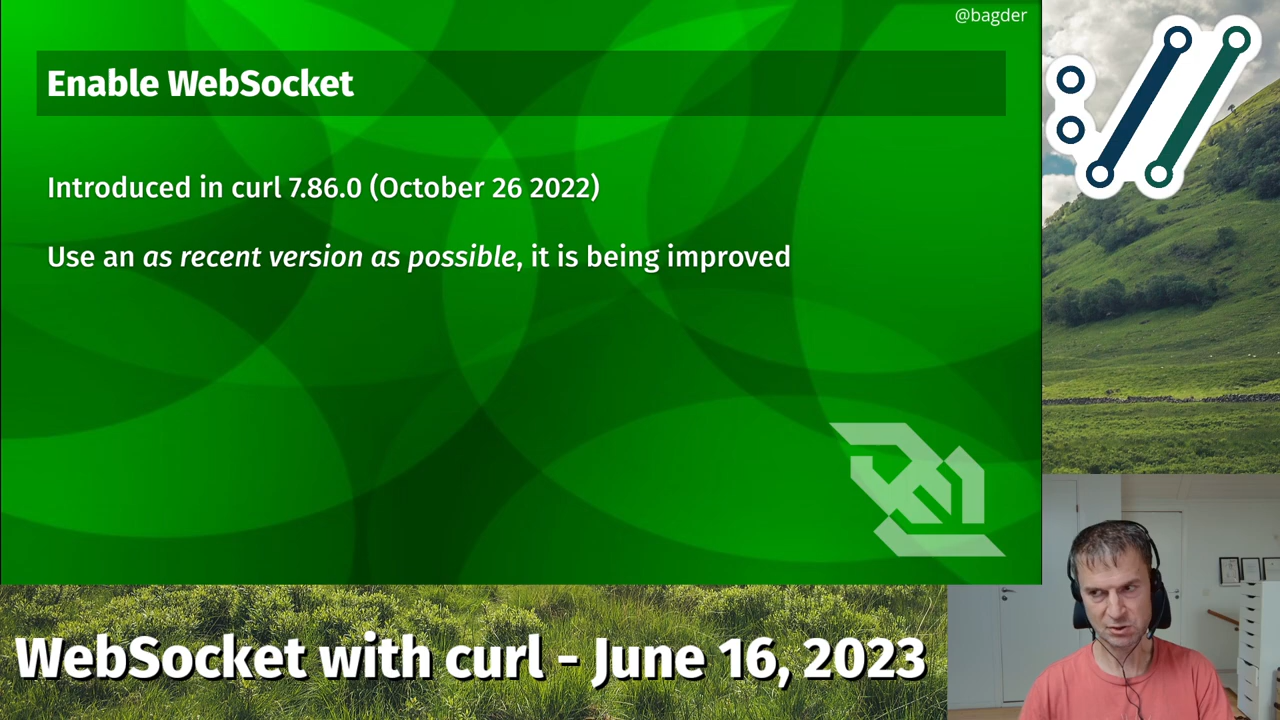 @bagder
Enable WebSocket
Introduced in curl 7.86.0 (October 26 2022)
Use an as recent version as possible, it is being improved
WebSocket with curl - June 16, 2023